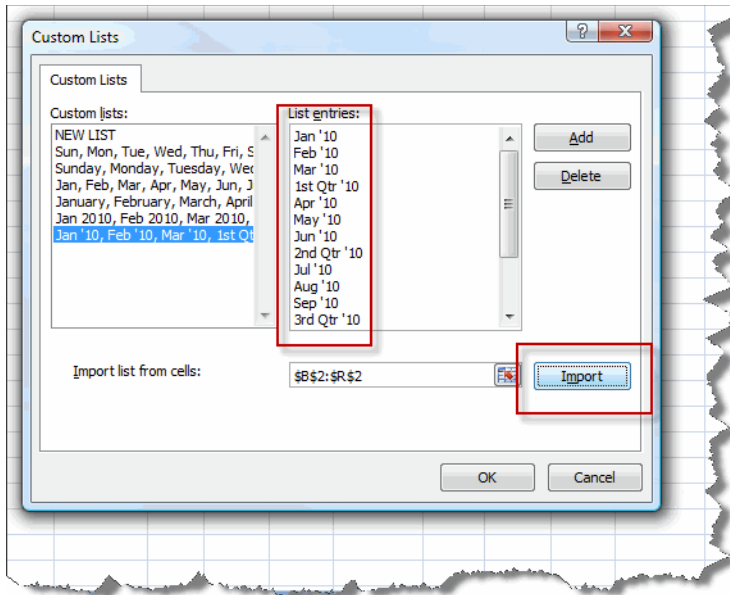 Custom Lists
Custom Lists
Custom lists:
NEW LIST
Sun, Mon, Tue, Wed, Thu, Fri, S
Sunday, Monday, Tuesday, Wed
Jan, Feb, Mar, Apr, May, Jun, J
January, February, March, April
Jan 2010, Feb 2010, Mar 2010,
Jan '10, Feb '10, Mar '10, 1st Qt
List entries:
Jan '10
Feb '10
Mar '10
1st Qtr '10
Apr '10
May '10
Jun '10
2nd Qtr '10
Jul '10
Aug '10
Sep '10
3rd Qtr '10
Add
Delete
Import list from cells:
$B$2:$R$2
Import
OK
Cancel